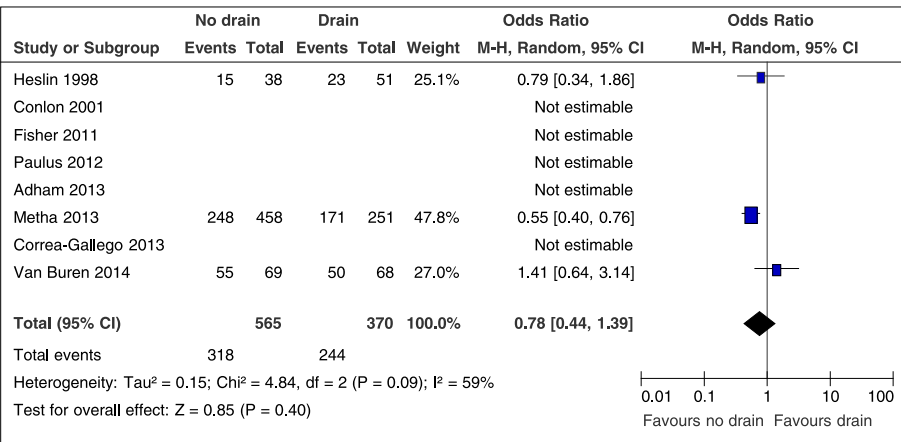 No drain Drain Odds Ratio Odds Ratio
Study or Subgroup Events Total Events Total Weight M-H, Random, 95% CI M-H, Random, 95% CI
Heslin 1998 15 38 23 51 25.1% 0.79 [0.34, 1.86]
Conlon 2001 Not estimable
Fisher 2011 Not estimable
Paulus 2012 Not estimable
Adham 2013 Not estimable
Metha 2013 248 458 171 251 47.8% 0.55 [0.40, 0.76]
Correa-Gallego 2013 Not estimable
Van Buren 2014 55 69 50 68 27.0% 1.41 [0.64, 3.14]
Total (95% CI) 565 370 100.0% 0.78 [0.44, 1.39]
Total events 318 244
Heterogeneity: Tau² = 0.15; Chi² = 4.84, df = 2 (P = 0.09); I² = 59%
Test for overall effect: Z = 0.85 (P = 0.40)
0.01 0.1 1 10 100
Favours no drain Favours drain